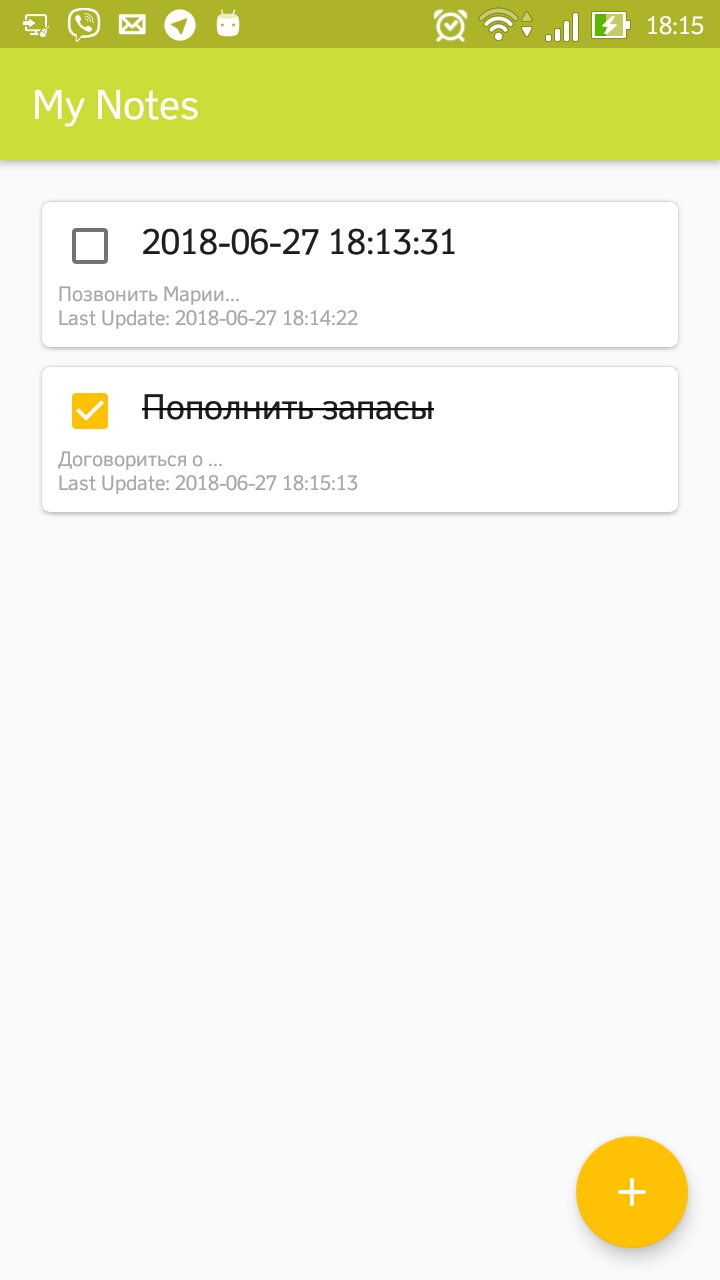 18:15
My Notes
2018-06-27 18:13:31
Позвонить Марии...
Last Update: 2018-06-27 18:14:22
Пополнить запасы
Договориться о ...
Last Update: 2018-06-27 18:15:13